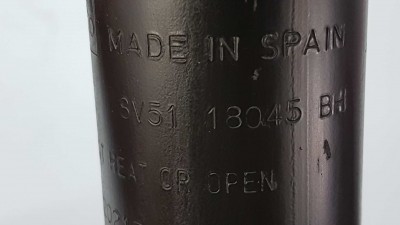 MADE IN SPAIN
SV51 18045 BH
HEAT OR OPEN